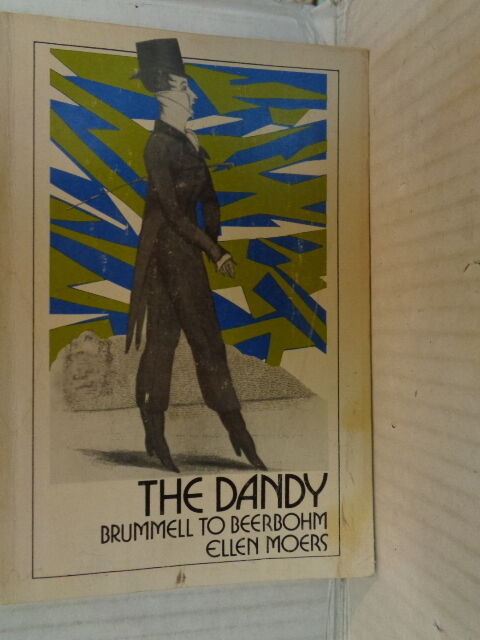 THE DANDY
BRUMMELL TO BEERBOHM
ELLEN MOERS